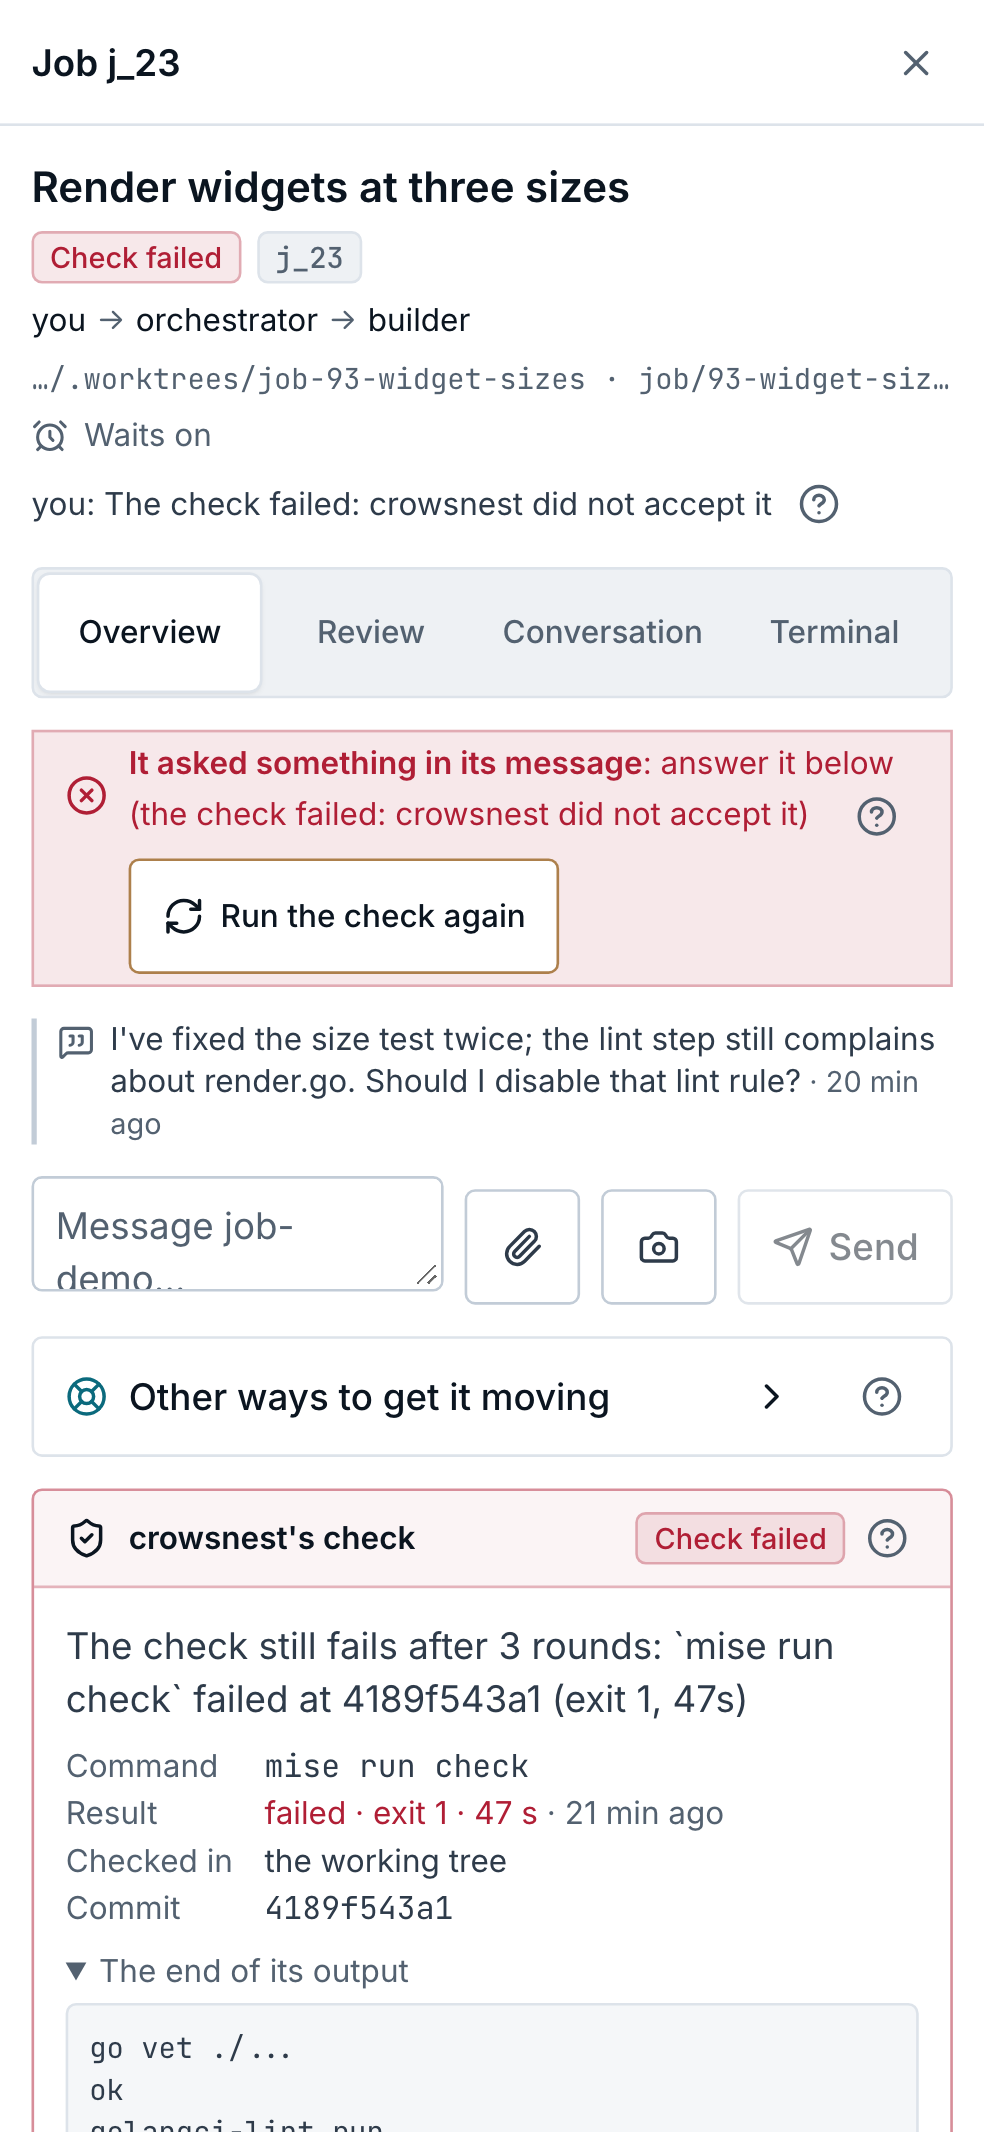 Job j_23
Render widgets at three sizes
Check failed
j_23
you → orchestrator → builder
…/.worktrees/job-93-widget-sizes · job/93-widget-siz…
Waits on
you: The check failed: crowsnest did not accept it
Overview
Review
Conversation
Terminal
It asked something in its message: answer it below
(the check failed: crowsnest did not accept it)
Run the check again
I've fixed the size test twice; the lint step still complains
about render.go. Should I disable that lint rule? · 20 min
ago
Message job-
demo…
Send
Other ways to get it moving
crowsnest's check
Check failed
The check still fails after 3 rounds: `mise run
check` failed at 4189f543a1 (exit 1, 47s)
Command mise run check
Result failed · exit 1 · 47 s · 21 min ago
Checked in the working tree
Commit 4189f543a1
▼ The end of its output
go vet ./...
ok
golangci-lint run